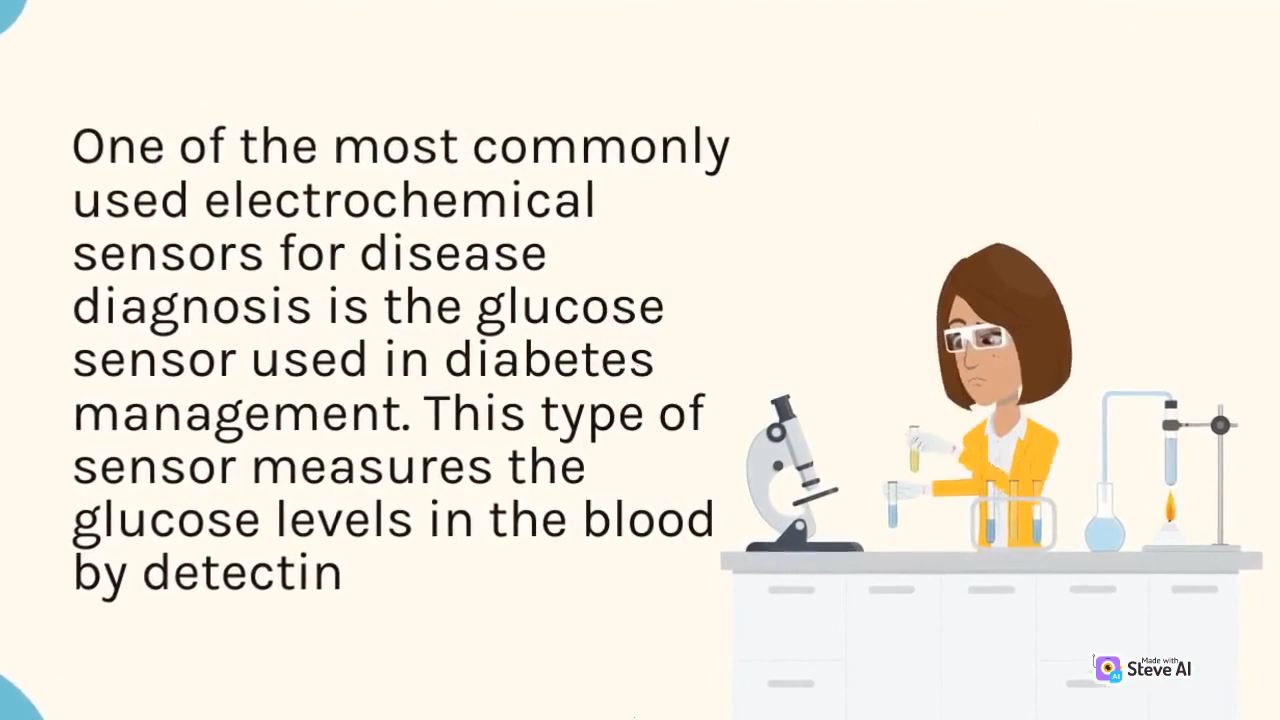 One of the most commonly
used electrochemical
sensors for disease
diagnosis is the glucose
sensor used in diabetes
management. This type of
sensor measures the
glucose levels in the blood
by detectin
Made with
Steve AI
AI